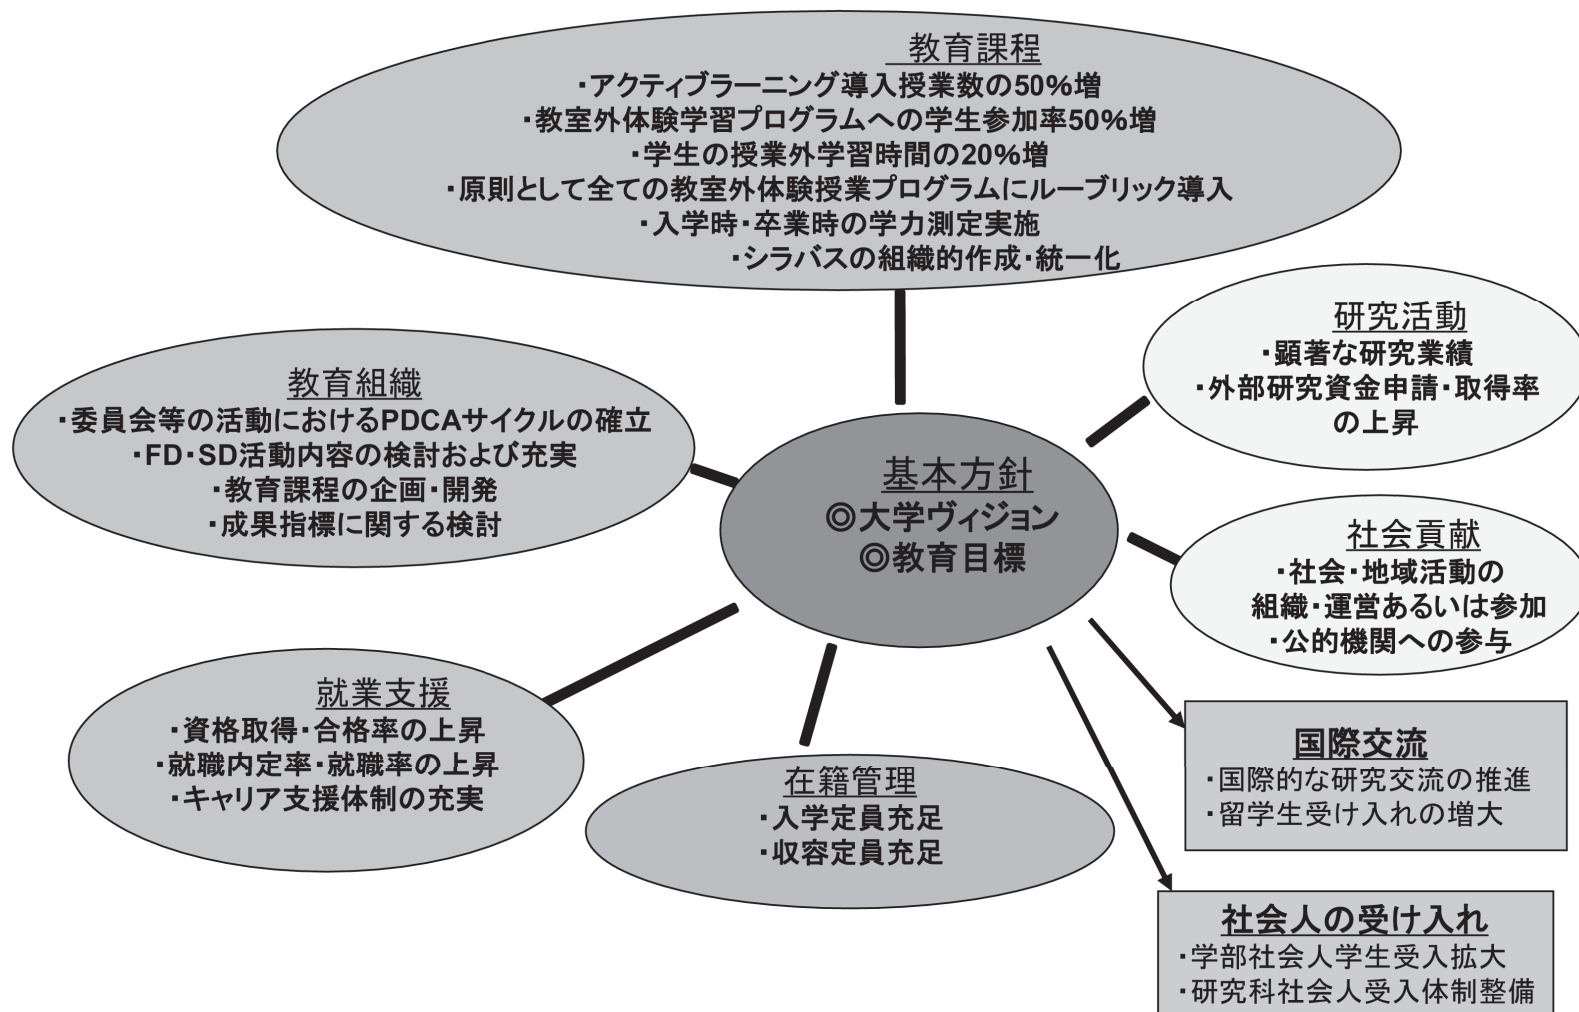 教育課程
・アクティブラーニング導入授業数の50%増
・教室外体験学習プログラムへの学生参加率50%増
・学生の授業外学習時間の20%増
・原則として全ての教室外体験授業プログラムにルーブリック導入
・入学時・卒業時の学力測定実施
・シラバスの組織的作成・統一化
研究活動
・顕著な研究業績
・外部研究資金申請・取得率
の上昇
教育組織
・委員会等の活動におけるPDCAサイクルの確立
・FD・SD活動内容の検討および充実
・教育課程の企画・開発
・成果指標に関する検討
基本方針
◎大学ヴィジョン
◎教育目標
社会貢献
・社会・地域活動の
組織・運営あるいは参加
・公的機関への参与
就業支援
・資格取得・合格率の上昇
・就職内定率・就職率の上昇
・キャリア支援体制の充実
在籍管理
・入学定員充足
・収容定員充足
国際交流
・国際的な研究交流の推進
・留学生受け入れの増大
社会人の受け入れ
・学部社会人学生受入拡大
・研究科社会人受入体制整備